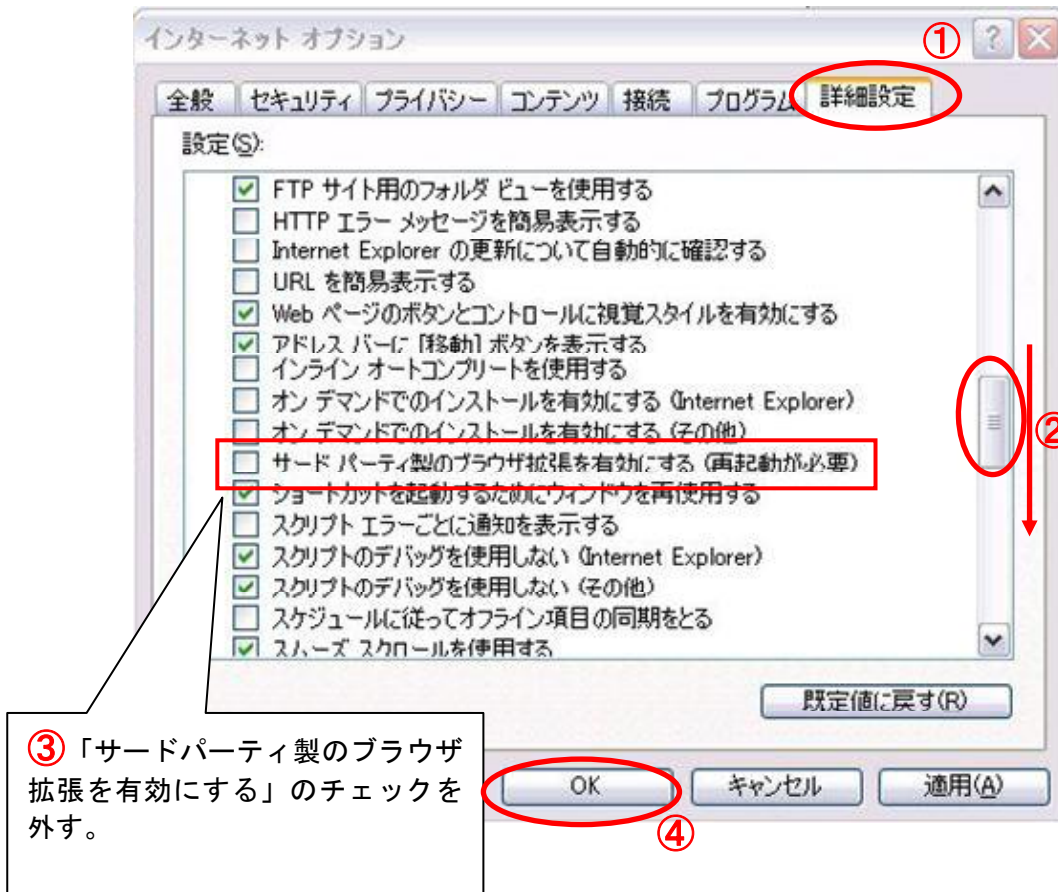 インターネット オプション
①
全般
セキュリティ
プライバシー
コンテンツ
接続
プログラム
詳細設定
設定(S):
FTP サイト用のフォルダ ビューを使用する
HTTP エラー メッセージを簡易表示する
Internet Explorer の更新について自動的に確認する
URL を簡易表示する
Web ページのボタンとコントロールに視覚スタイルを有効にする
アドレス バーに [移動] ボタンを表示する
インライン オートコンプリートを使用する
オン デマンドでのインストールを有効にする (Internet Explorer)
オン デマンドでのインストールを有効にする (その他)
サード パーティ製のブラウザ拡張を有効にする (再起動が必要)
ショートカットを起動するためにウィンドウを再使用する
スクリプト エラーごとに通知を表示する
スクリプトのデバッグを使用しない (Internet Explorer)
スクリプトのデバッグを使用しない (その他)
スケジュールに従ってオフライン項目の同期をとる
スムーズ スクロールを使用する
②
既定値に戻す(R)
③「サードパーティ製のブラウザ
拡張を有効にする」のチェックを
外す。
OK
キャンセル
適用(A)
④